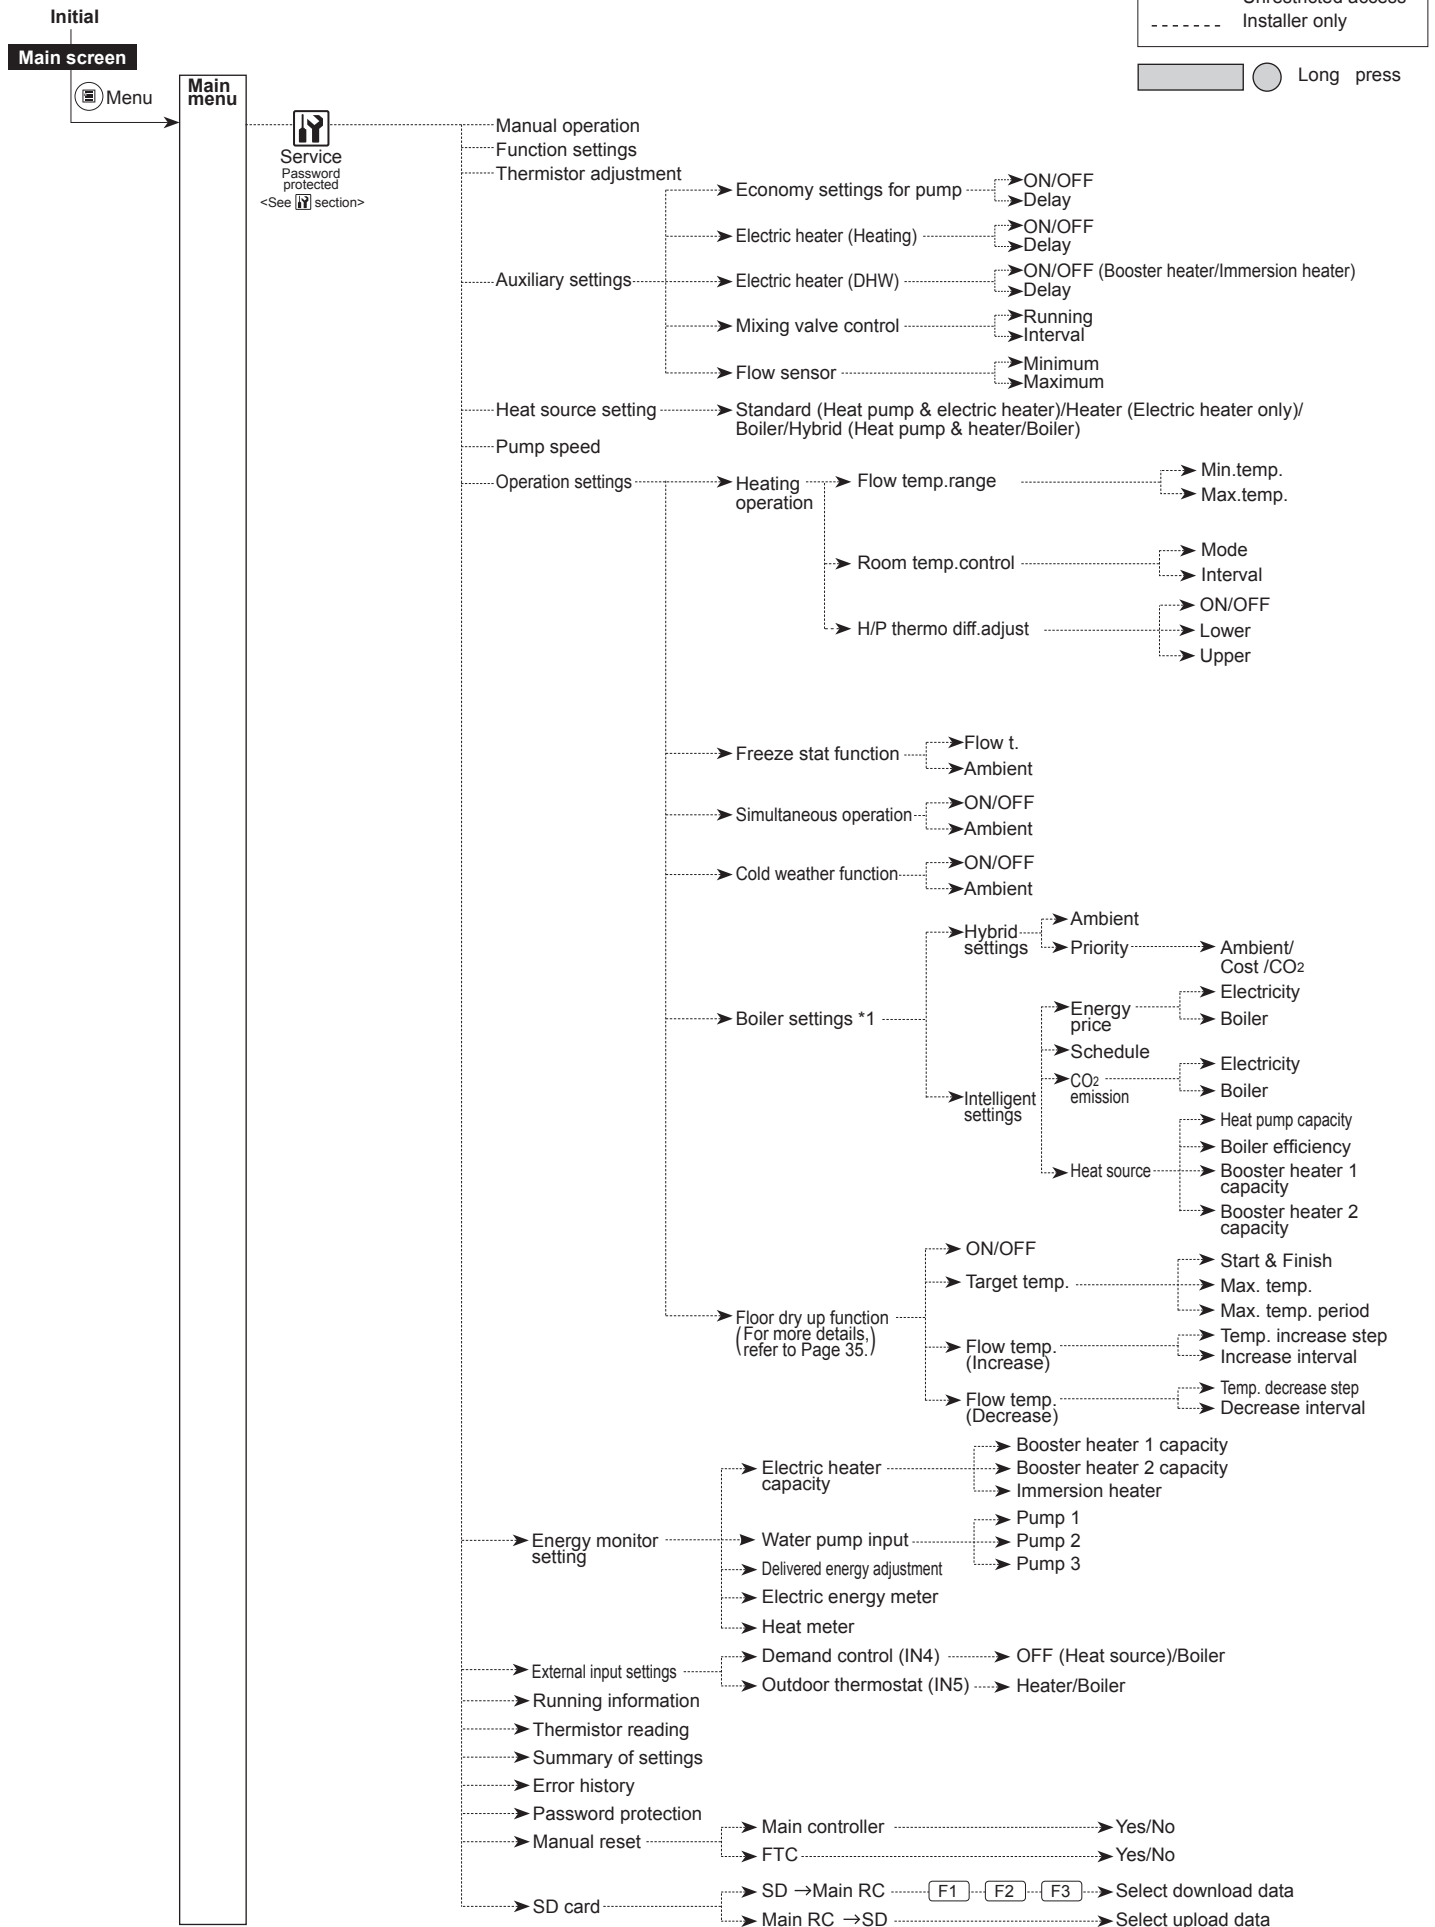 Initial
Unrestricted access
Installer only
Main screen
Long press
Menu
Main
menu
Service
Password
protected
<See section>
Manual operation
Function settings
Thermistor adjustment
Auxiliary settings
Economy settings for pump
ON/OFF
Delay
Electric heater (Heating)
ON/OFF
Delay
Electric heater (DHW)
ON/OFF (Booster heater/Immersion heater)
Delay
Mixing valve control
Running
Interval
Flow sensor
Minimum
Maximum
Heat source setting
Standard (Heat pump & electric heater)/Heater (Electric heater only)/
Boiler/Hybrid (Heat pump & heater/Boiler)
Pump speed
Operation settings
Heating
operation
Flow temp.range
Min.temp.
Max.temp.
Room temp.control
Mode
Interval
H/P thermo diff.adjust
ON/OFF
Lower
Upper
Freeze stat function
Flow t.
Ambient
Simultaneous operation
ON/OFF
Ambient
Cold weather function
ON/OFF
Ambient
Boiler settings *1
Hybrid
settings
Ambient
Priority
Ambient/
Cost /CO2
Intelligent
settings
Energy
price
Electricity
Boiler
Schedule
CO2
emission
Electricity
Boiler
Heat source
Heat pump capacity
Boiler efficiency
Booster heater 1
capacity
Booster heater 2
capacity
Floor dry up function
(For more details,
refer to Page 35.)
ON/OFF
Target temp.
Start & Finish
Max. temp.
Max. temp. period
Flow temp.
(Increase)
Temp. increase step
Increase interval
Flow temp.
(Decrease)
Temp. decrease step
Decrease interval
Energy monitor
setting
Electric heater
capacity
Booster heater 1 capacity
Booster heater 2 capacity
Immersion heater
Water pump input
Pump 1
Pump 2
Pump 3
Delivered energy adjustment
Electric energy meter
Heat meter
External input settings
Demand control (IN4)
OFF (Heat source)/Boiler
Outdoor thermostat (IN5)
Heater/Boiler
Running information
Thermistor reading
Summary of settings
Error history
Password protection
Manual reset
Main controller
Yes/No
FTC
Yes/No
SD card
SD →Main RC
F1
F2
F3
Select download data
Main RC →SD
Select upload data